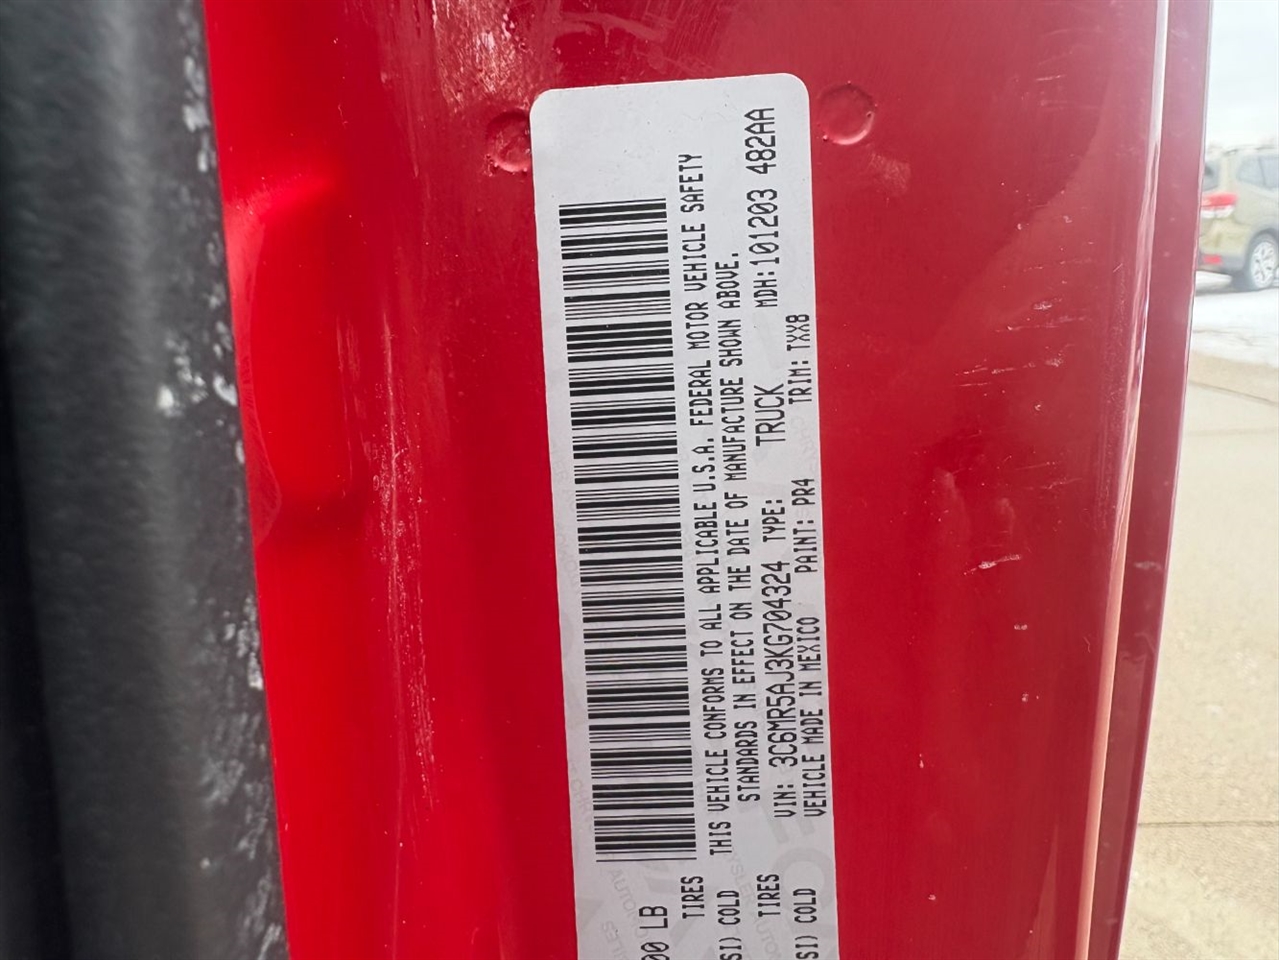 00 LB
TIRES
SI) COLD
TIRES
SI) COLD
THIS VEHICLE CONFORMS TO ALL APPLICABLE U.S.A. FEDERAL MOTOR VEHICLE SAFETY
STANDARDS IN EFFECT ON THE DATE OF MANUFACTURE SHOWN ABOVE.
VIN: 3C6MR5AJ3KG704324 TYPE: TRUCK MDH:101203 482AA
VEHICLE MADE IN MEXICO PAINT: PR4 TRIM: TXX8